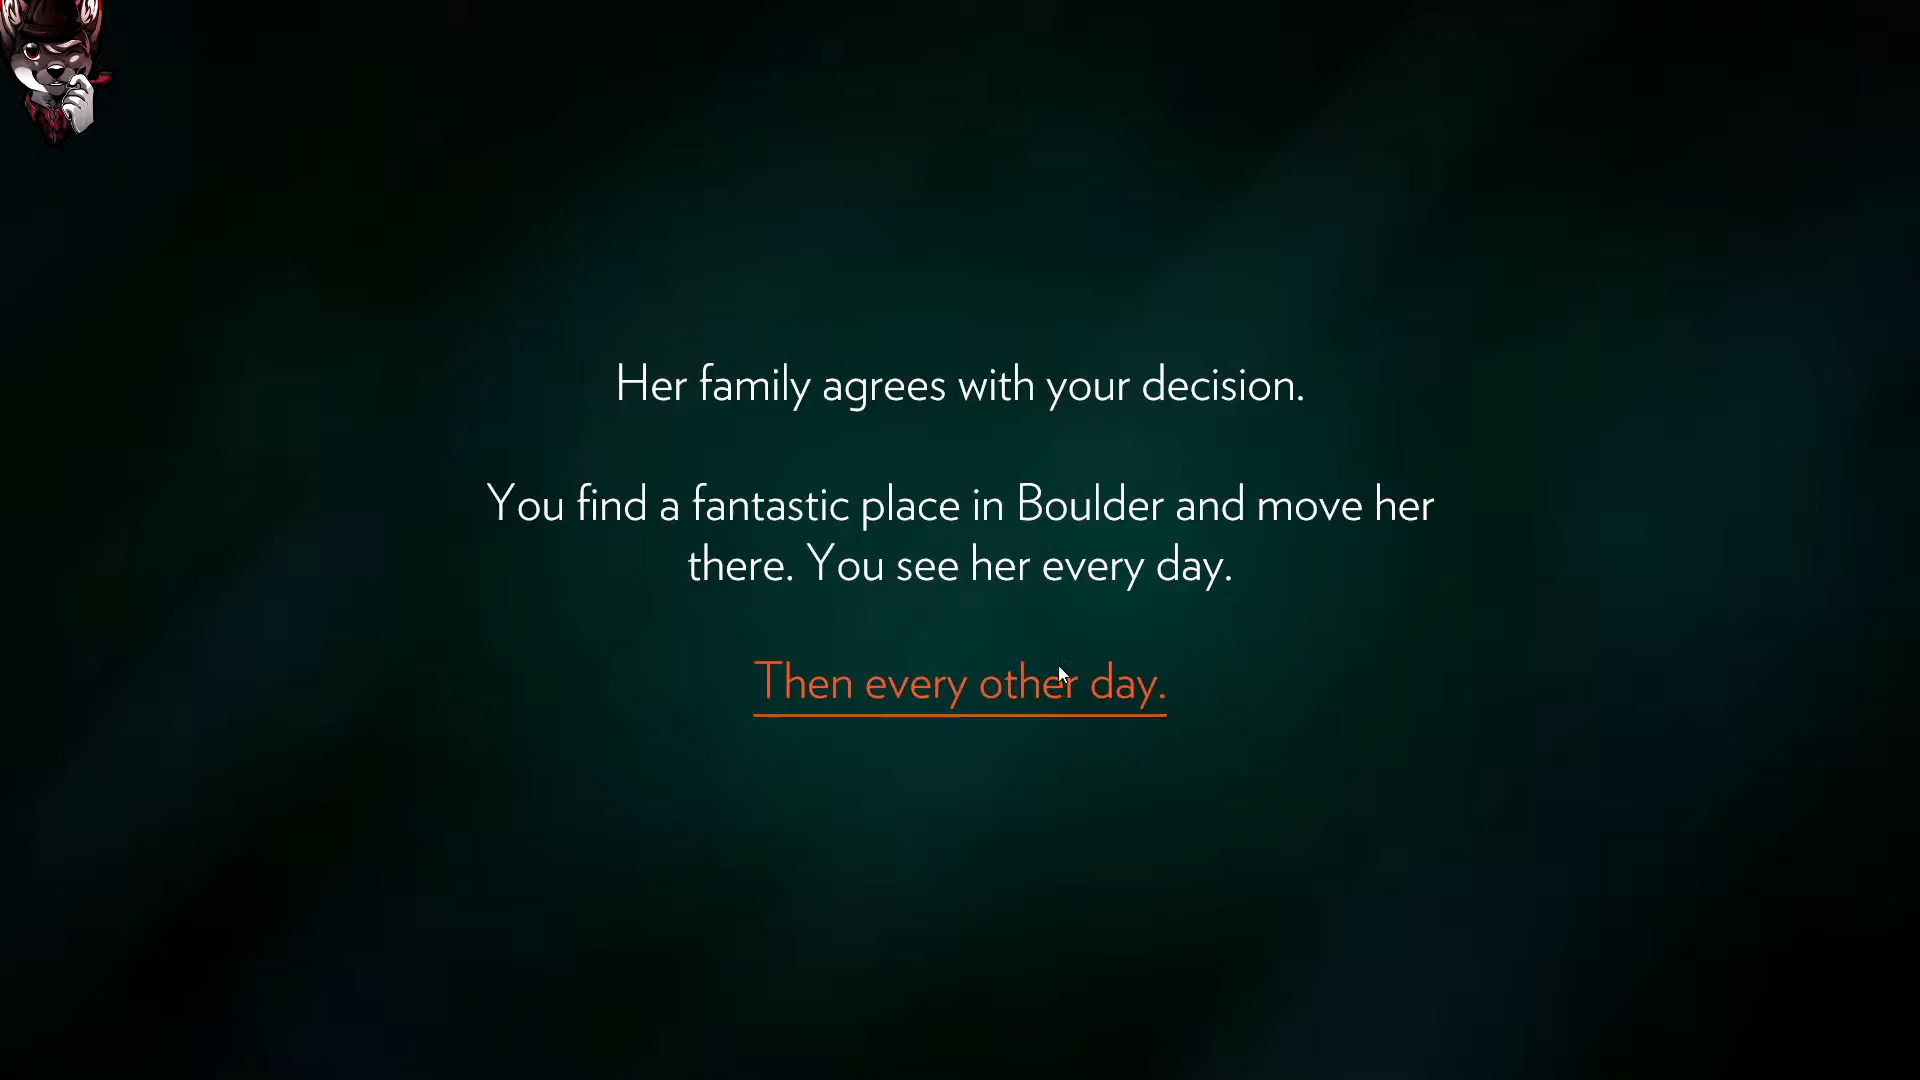 Her family agrees with your decision.
You find a fantastic place in Boulder and move her
there. You see her every day.
Then every other day.